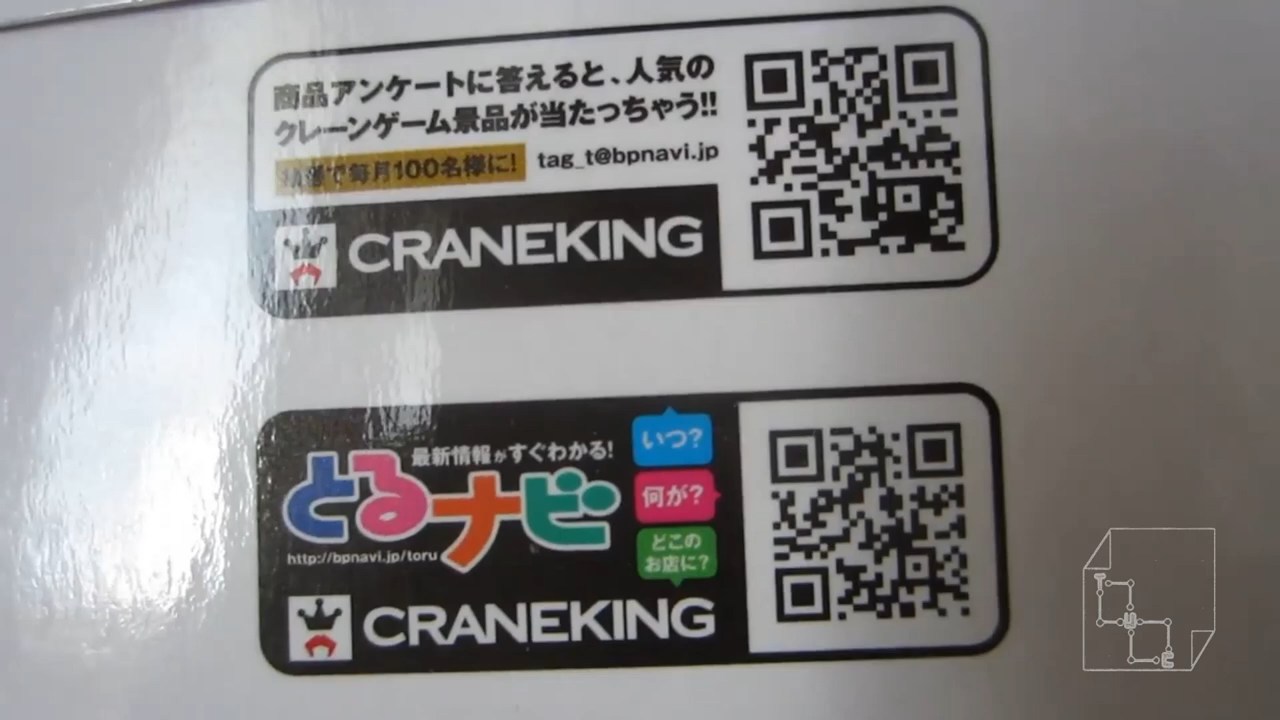 商品アンケートに答えると、人気の
クレーンゲーム景品が当たっちゃう!!
抽選で毎月100名様に!
tag_t@bpnavi.jp
CRANEKING
最新情報がすぐわかる!
とるナビ
http://bpnavi.jp/toru
いつ?
何が?
どこの
お店に?
CRANEKING